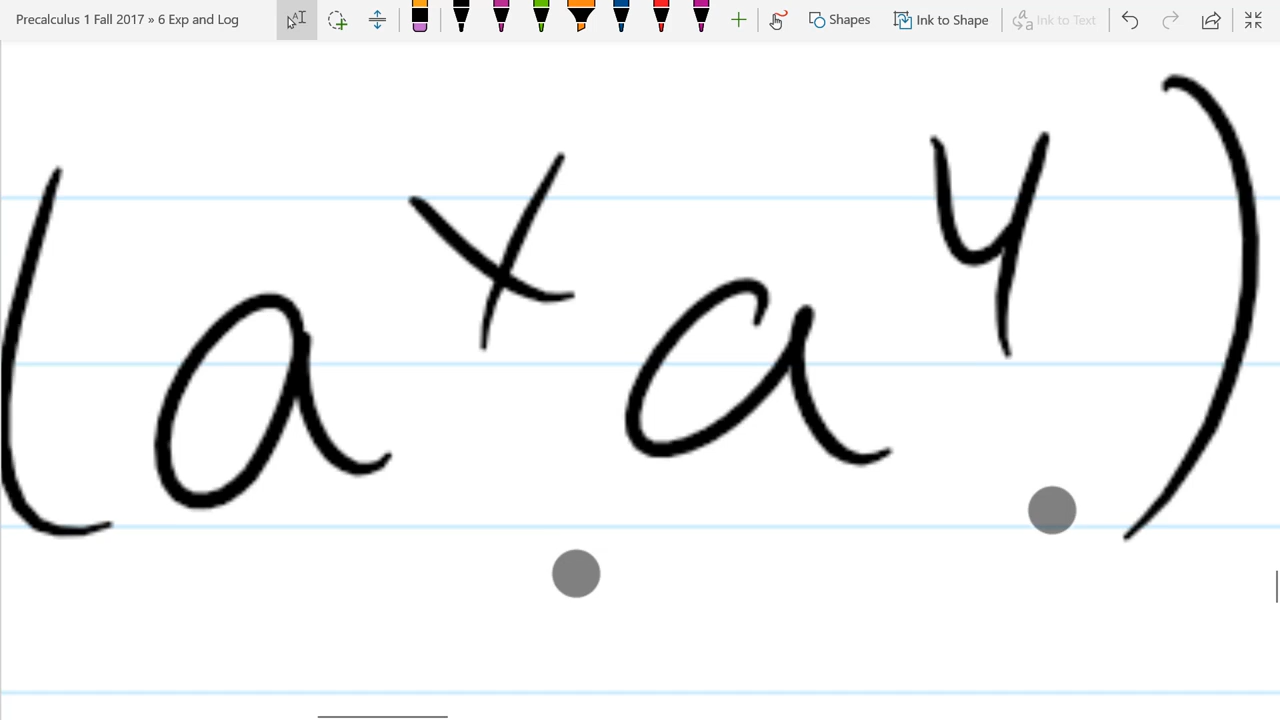 Precalculus 1 Fall 2017 » 6 Exp and Log Shapes Ink to Shape Ink to Text
(a^x a^y)